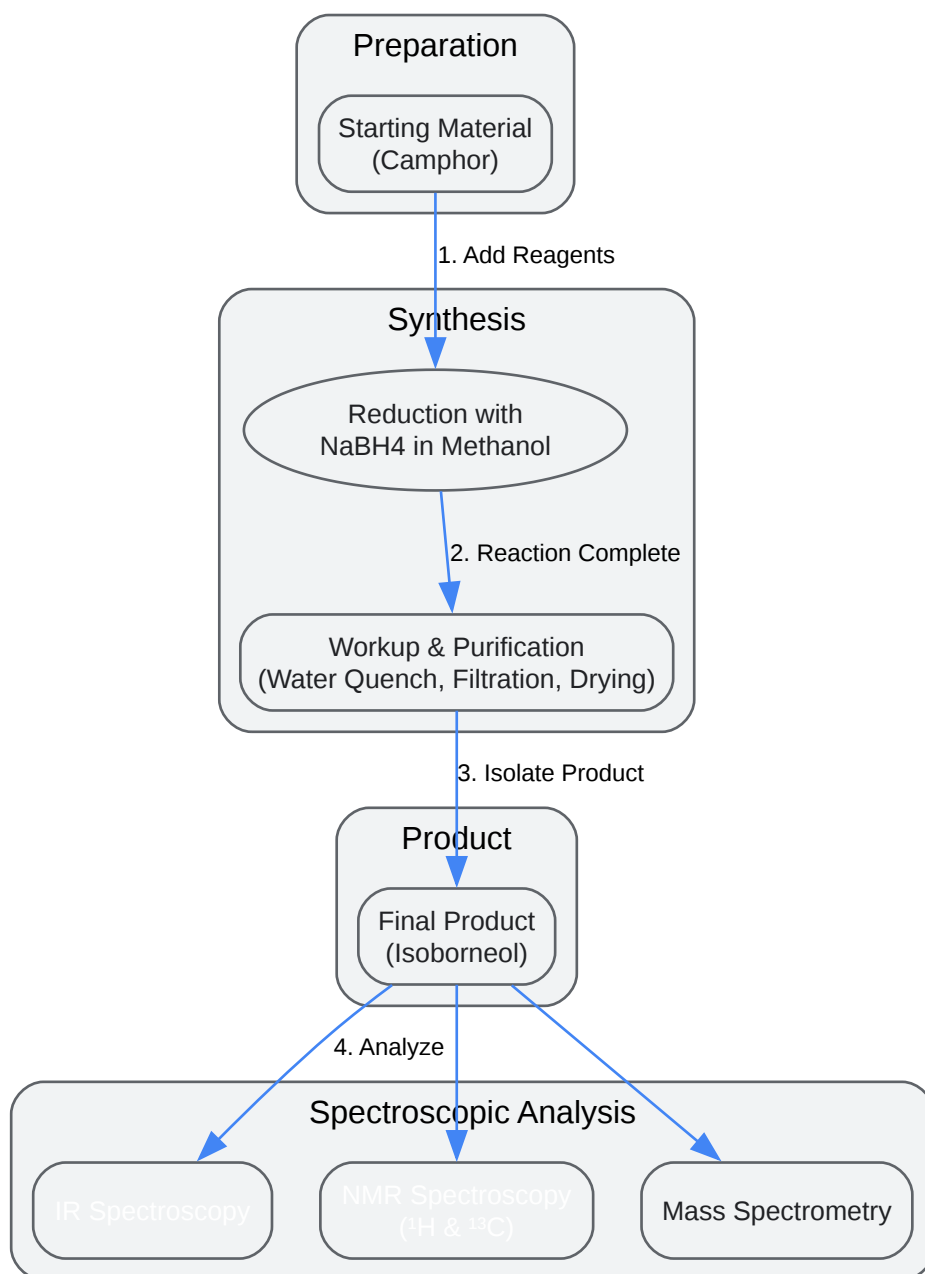 Preparation
Starting Material
(Camphor)
1. Add Reagents
Synthesis
Reduction with
NaBH4 in Methanol
2. Reaction Complete
Workup & Purification
(Water Quench, Filtration, Drying)
3. Isolate Product
Product
Final Product
(Isoborneol)
4. Analyze
Spectroscopic Analysis
IR Spectroscopy
NMR Spectroscopy
(¹H & ¹³C)
Mass Spectrometry